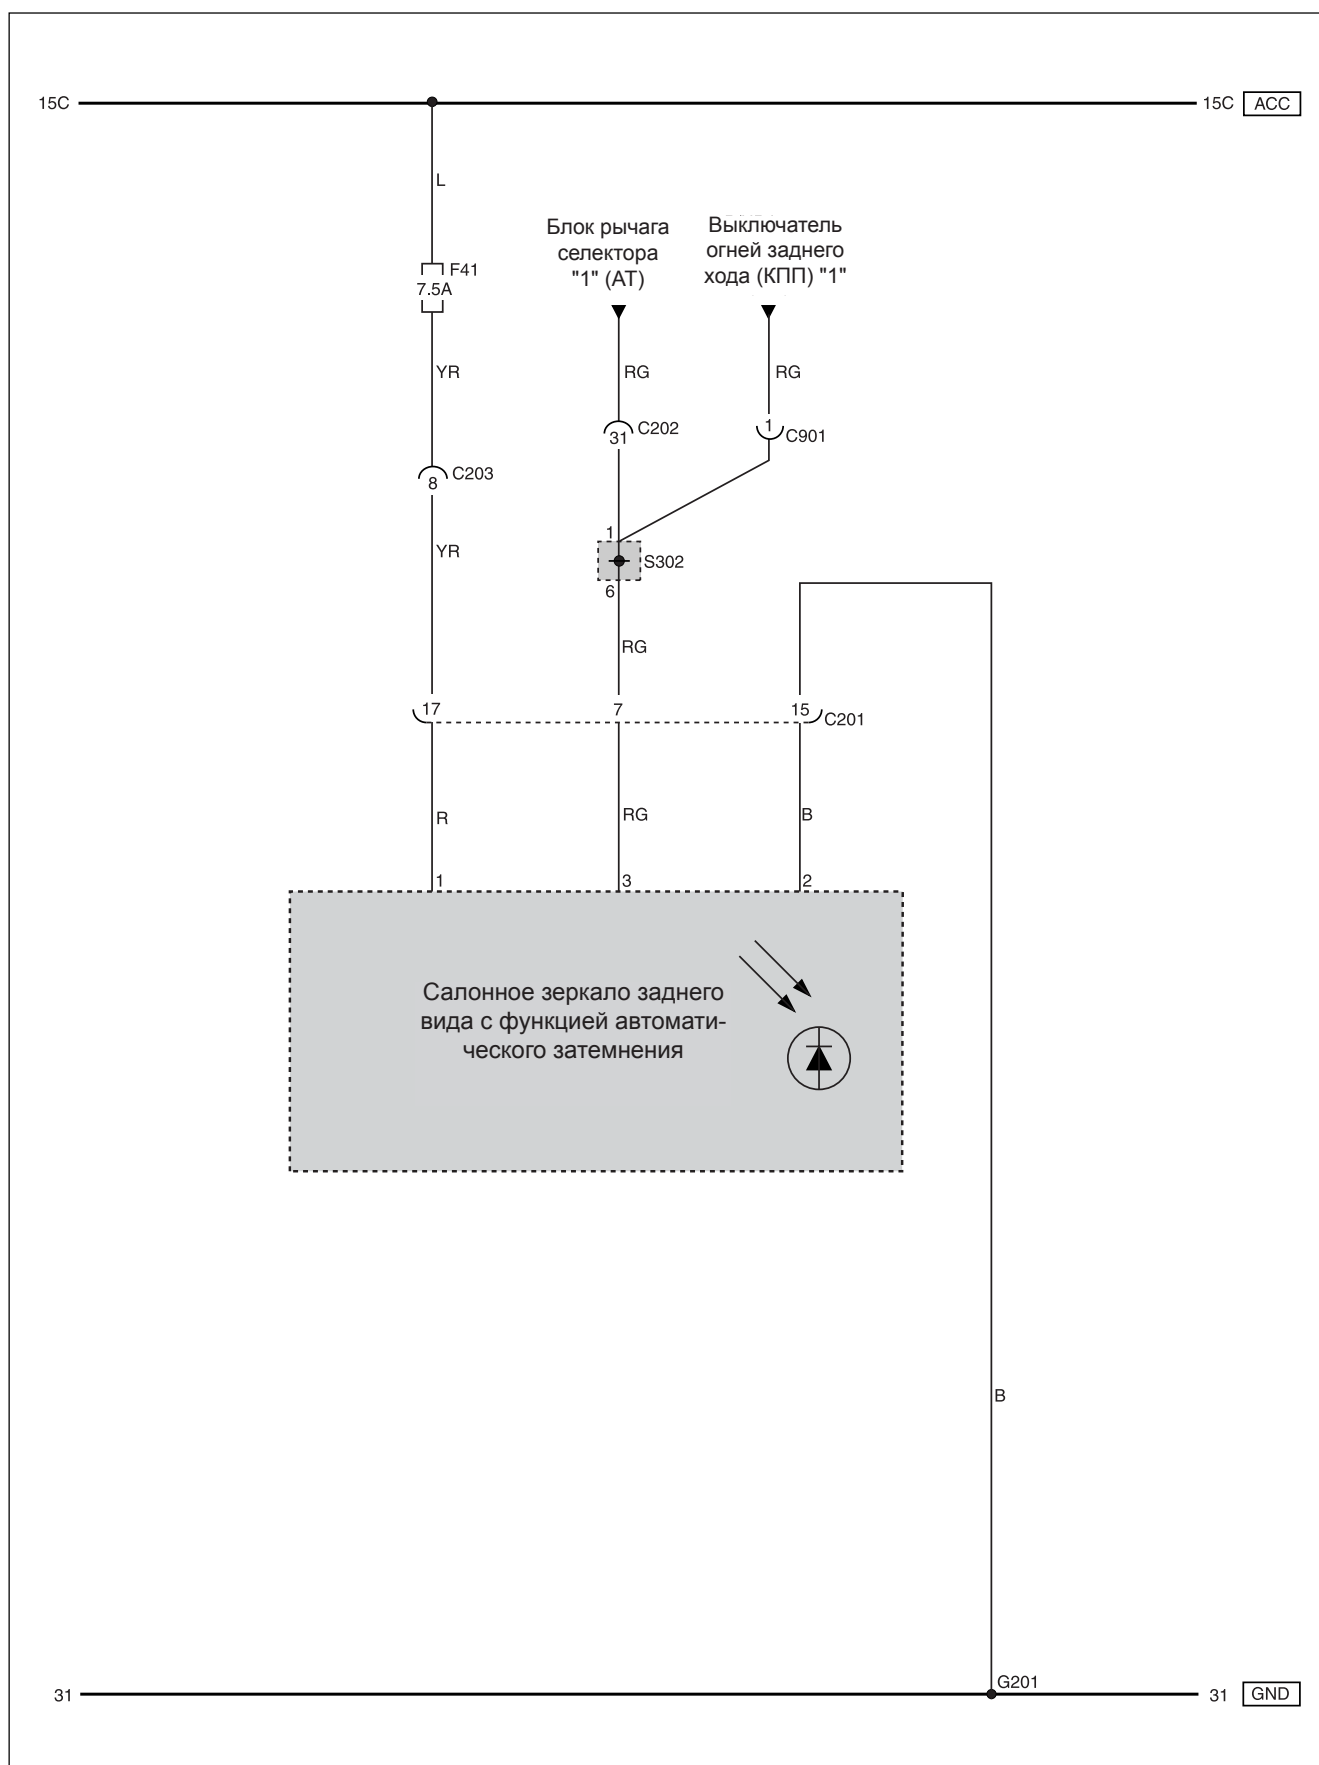 15C
15C ACC
L
Блок рычага
селектора
"1" (АТ)
Выключатель
огней заднего
хода (КПП) "1"
F41
7.5A
YR
RG
RG
31
C202
1
C901
8
C203
YR
1
S302
6
RG
17
7
15
C201
R
RG
B
1
3
2
Салонное зеркало заднего
вида с функцией автомати-
ческого затемнения
B
G201
31
31 GND